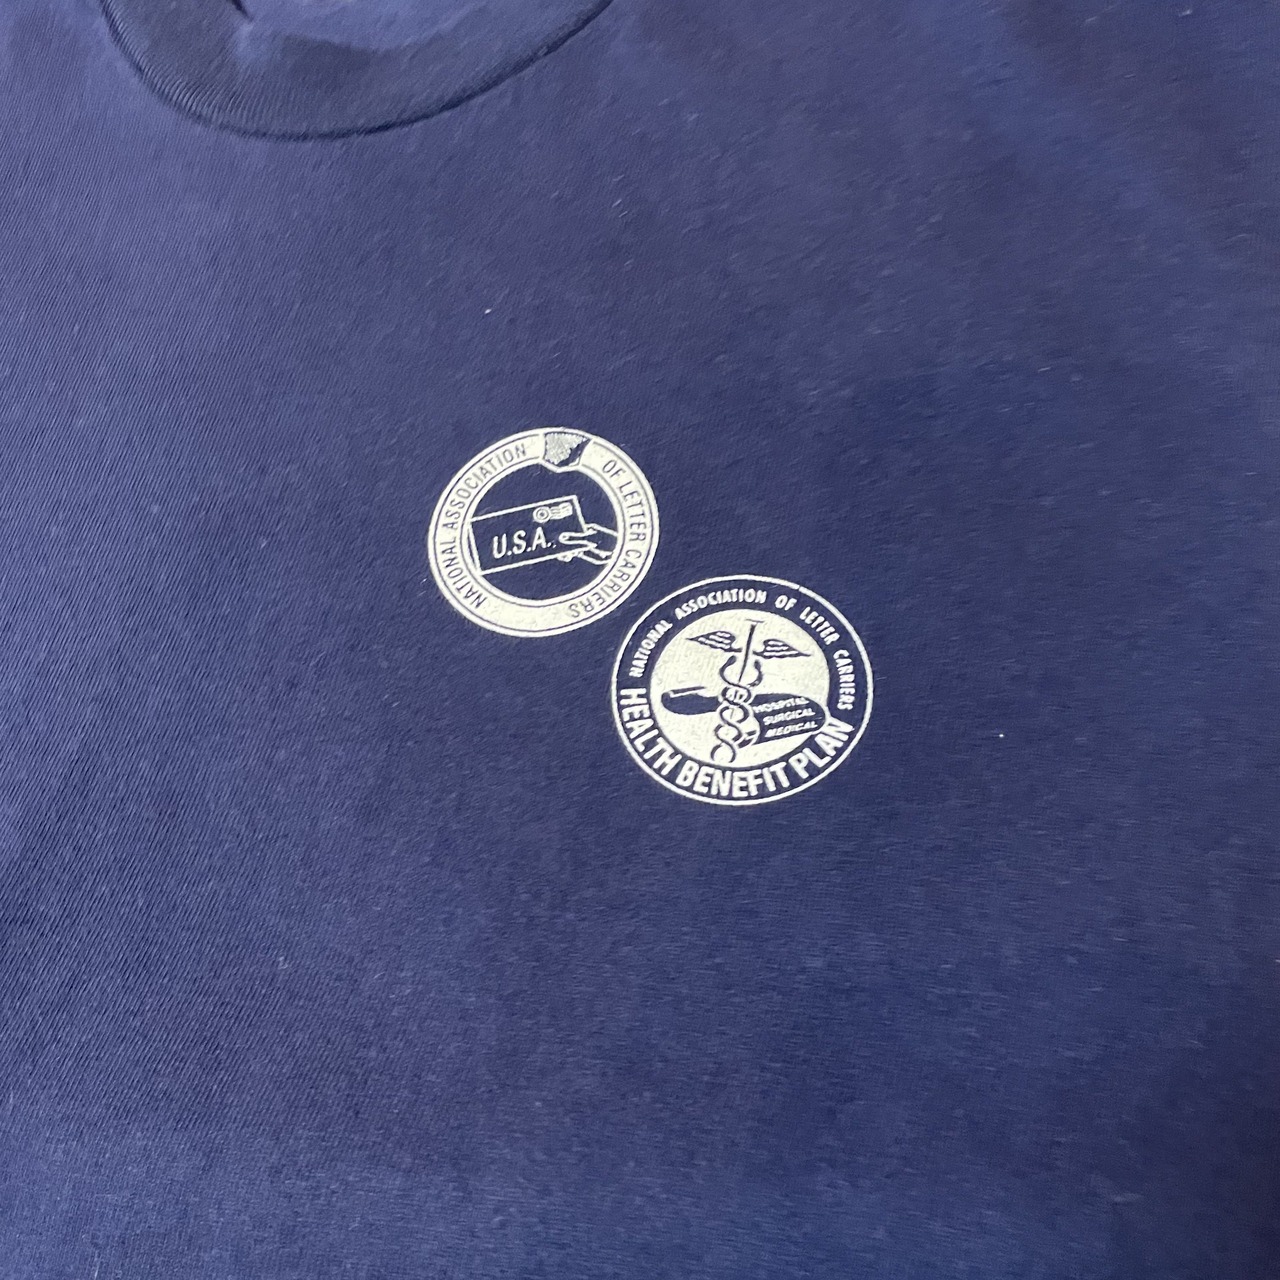 NATIONAL ASSOCIATION OF LETTER CARRIERS
U.S.A.
NATIONAL ASSOCIATION OF LETTER CARRIERS
HOSPITAL
SURGICAL
MEDICAL
HEALTH BENEFIT PLAN